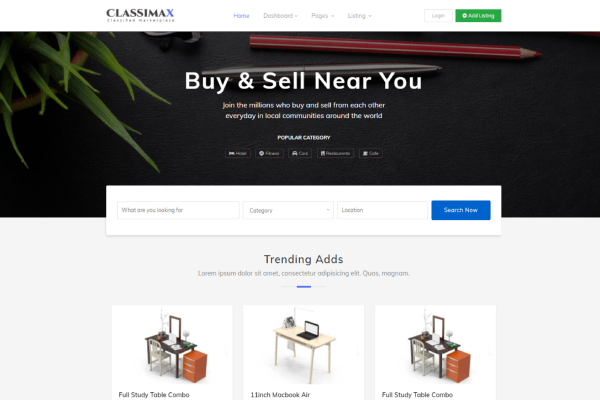 CLASSIMAX
Classified Marketplace
Home Dashboard Pages Listing Login Add Listing
Buy & Sell Near You
Join the millions who buy and sell from each other
everyday in local communities around the world
POPULAR CATEGORY
Hotel Fitness Cars Restaurants Cafe
What are you looking for Category Location Search Now
Trending Adds
Lorem ipsum dolor sit amet, consectetur adipisicing elit. Quas, magnam.
Full Study Table Combo 11inch Macbook Air Full Study Table Combo